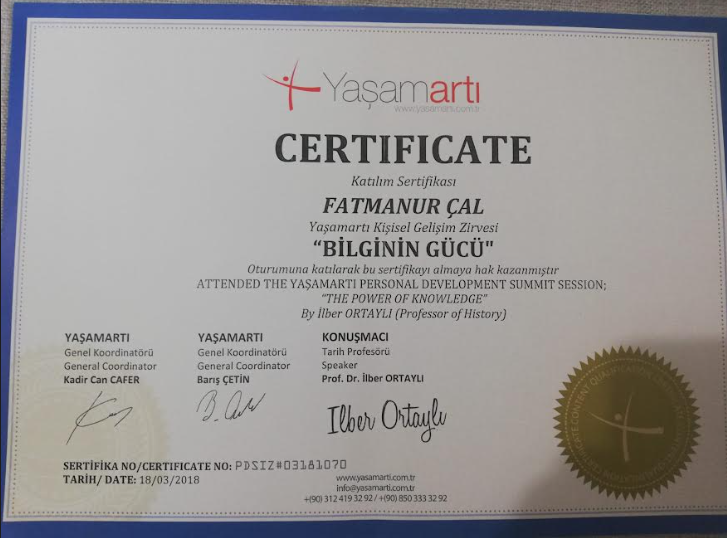 Yaşamartı
www.yasamarti.com.tr
CERTIFICATE
Katılım Sertifikası
FATMANUR ÇAL
Yaşamartı Kişisel Gelişim Zirvesi
“BİLGİNİN GÜCÜ"
Oturumuna katılarak bu sertifikayı almaya hak kazanmıştır
ATTENDED THE YAŞAMARTI PERSONAL DEVELOPMENT SUMMIT SESSION;
"THE POWER OF KNOWLEDGE"
By İlber ORTAYLI (Professor of History)
YAŞAMARTI
Genel Koordinatörü
General Coordinator
Kadir Can CAFER
YAŞAMARTI
Genel Koordinatörü
General Coordinator
Barış ÇETİN
KONUŞMACI
Tarih Profesörü
Speaker
Prof. Dr. İlber ORTAYLI
Ilber Ortaylı
SERTİFİKA NO/CERTIFICATE NO: PDSIZ#03181070
TARİH/ DATE: 18/03/2018
www.yasamarti.com.tr
info@yasamarti.com.tr
+(90) 312 419 32 92 / +(90) 850 333 32 92